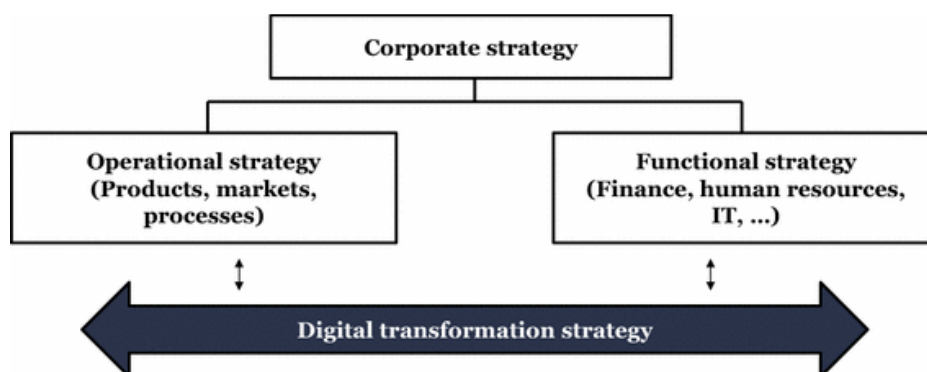 Corporate strategy
Operational strategy
(Products, markets,
processes)
Functional strategy
(Finance, human resources,
IT, ...)
Digital transformation strategy